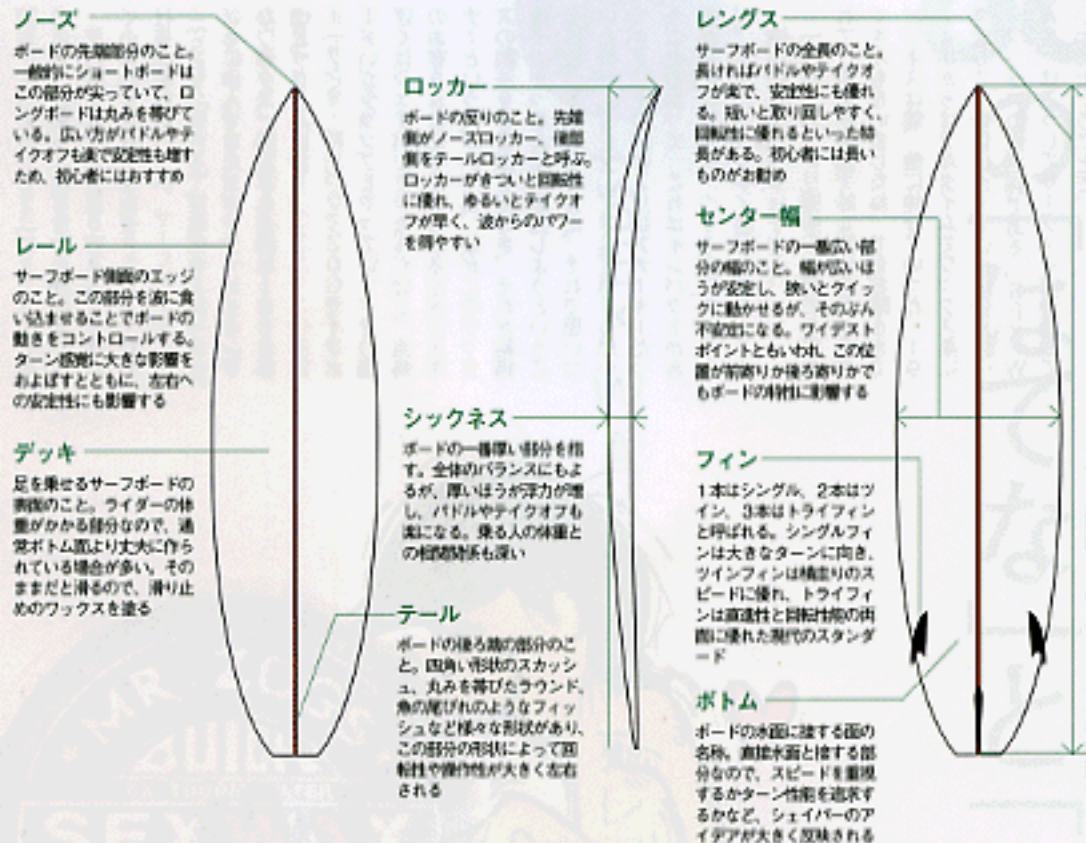 ノーズ
ボードの先端部分のこと。
一般的にショートボードは
この部分が尖っていて、ロ
ングボードは丸みを帯びて
いる。広い方がパドルやテ
イクオフも楽で安定性も増す
ため、初心者にはおすすめ
レール
サーフボード側面のエッジ
のこと。この部分を波に食
い込ませることでボードの
動きをコントロールする。
ターン感覚に大きな影響を
およぼすとともに、左右へ
の安定性にも影響する
デッキ
足を乗せるサーフボードの
表面のこと。ライダーの体
重がかかる部分なので、通
常ボトム面より丈夫に作ら
れている場合が多い。その
ままだと滑るので、滑り止
めのワックスを塗る
ロッカー
ボードの反りのこと。先端
側がノーズロッカー、後部
側をテールロッカーと呼ぶ。
ロッカーがきついと回転性
に優れ、ゆるいとテイクオ
フが早く、波からのパワー
を得やすい
シックネス
ボードの一番厚い部分を指
す。全体のバランスにもよ
るが、厚いほうが浮力が増
し、パドルやテイクオフも
楽になる。乗る人の体重と
の相関関係も深い
テール
ボードの後ろ端の部分のこ
と。四角い形状のスカッシ
ュ、丸みを帯びたラウンド、
魚の尾びれのようなフィッ
シュなど様々な形状があり、
この部分の形状によって回
転性や操作性が大きく左右
される
レングス
サーフボードの全長のこと。
長ければパドルやテイクオ
フが楽で、安定性にも優れ
る。短いと取り回しやすく、
回転性に優れるといった特
長がある。初心者には長い
ものがお勧め
センター幅
サーフボードの一番広い部
分の幅のこと。幅が広いほ
うが安定し、狭いとクイッ
クに動かせるが、そのぶん
不安定になる。ワイデスト
ポイントともいわれ、この位
置が前寄りか後ろ寄りかで
もボードの特性に影響する
フィン
1本はシングル、2本はツ
イン、3本はトライフィン
と呼ばれる。シングルフィ
ンは大きなターンに向き、
ツインフィンは横走りのス
ピードに優れ、トライフィ
ンは直進性と回転性能の両
面に優れた現代のスタンダ
ード
ボトム
ボードの水面に接する面の
名称。直接水面と接する部
分なので、スピードを重視
するかターン性能を追求す
るかなど、シェイパーのア
イデアが大きく反映される